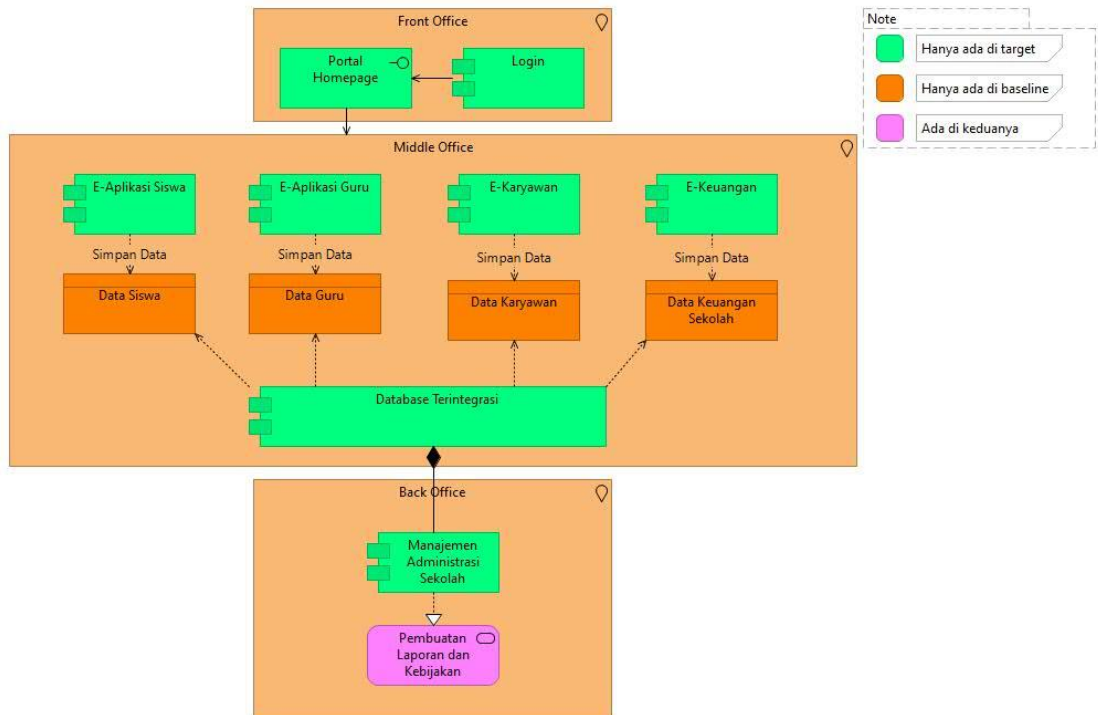 Front Office
Portal
Homepage
Login
Note
Hanya ada di target
Hanya ada di baseline
Ada di keduanya
Middle Office
E-Aplikasi Siswa
E-Aplikasi Guru
E-Karyawan
E-Keuangan
Simpan Data
Simpan Data
Simpan Data
Simpan Data
Data Siswa
Data Guru
Data Karyawan
Data Keuangan
Sekolah
Database Terintegrasi
Back Office
Manajemen
Administrasi
Sekolah
Pembuatan
Laporan dan
Kebijakan